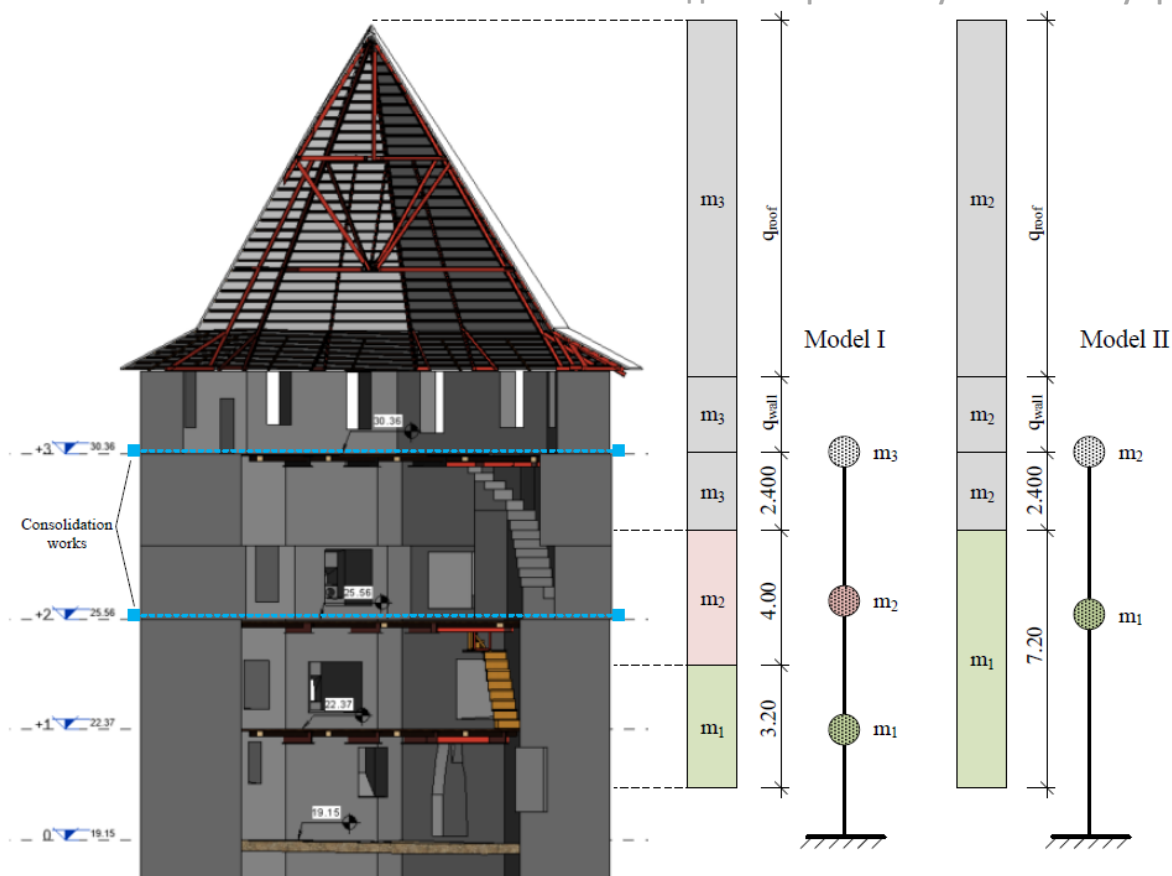 m3
qroof
m2
qroof
Model I
Model II
m3
qwall
m2
qwall
30.36
+3 30.36
m3
m2
m3
2.400
m2
2.400
Consolidation
works
m2
4.00
25.56
m2
m1
7.20
m1
+2 25.56
22.37
m1
3.20
m1
+1 22.37
19.15
0 19.15